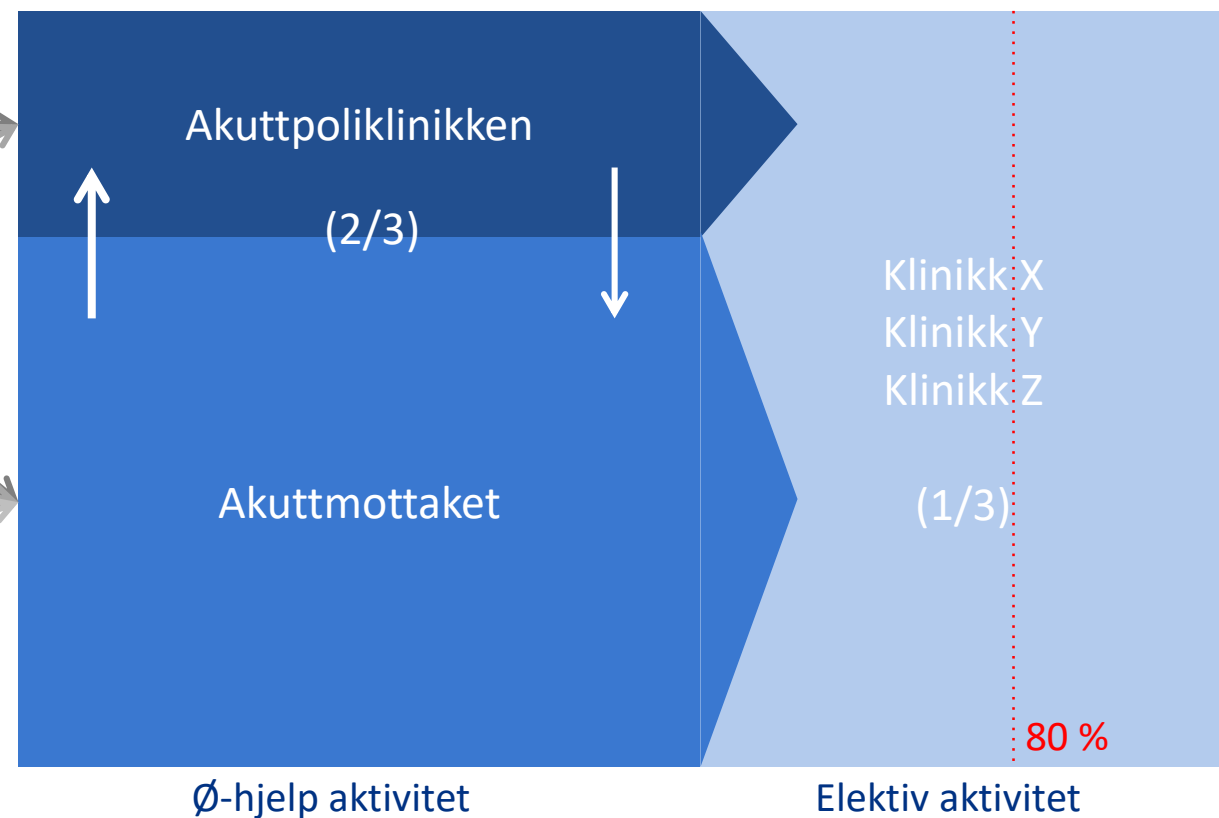 Akuttpoliklinikken
(2/3)
Akuttmottaket
Klinikk X
Klinikk Y
Klinikk Z
(1/3)
80 %
Ø-hjelp aktivitet
Elektiv aktivitet